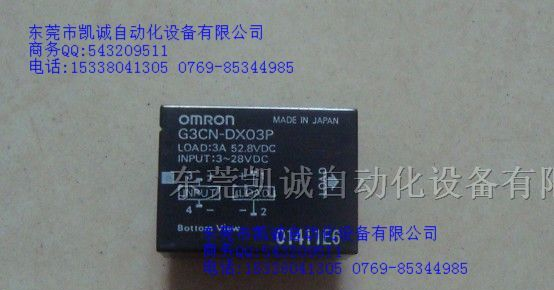 东莞市凯诚自动化设备有限公司
商务QQ:543209511
电话:15338041305 0769-85344985
OMRON MADE IN JAPAN
G3CN-DX03P
LOAD:3A 52.8VDC
INPUT:3~28VDC
INPUT LOAD
4 - - 2
Bottom View 01411E6
东莞凯诚自动化设备有限
东莞市凯诚自动化设备有限公司
商务QQ:543209511
电话:15338041305 0769-85344985